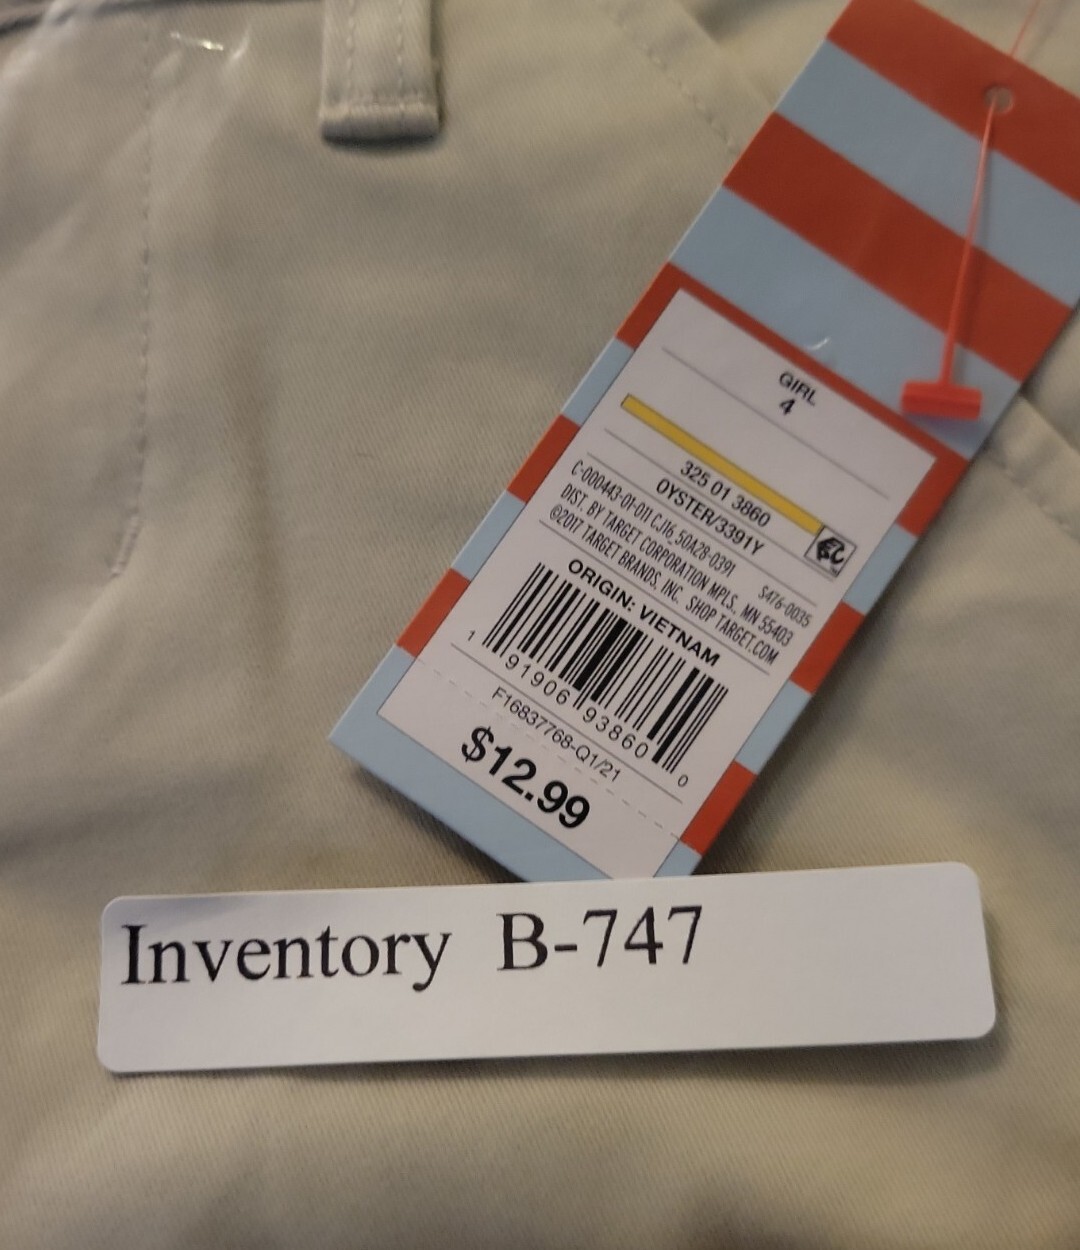 GIRL
4
325 01 3860
OYSTER/3391Y
C-000443-01-011 CJ16_50A28-0391 S476-0035
DIST. BY TARGET CORPORATION MPLS., MN 55403
©2017 TARGET BRANDS, INC. SHOP TARGET.COM
ORIGIN: VIETNAM
1 91906 93860 0
F16837768-Q1/21
$12.99
Inventory B-747